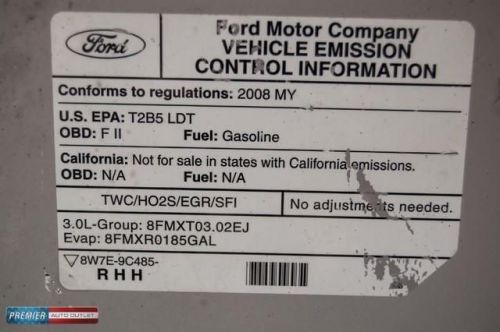 Ford
Ford Motor Company
VEHICLE EMISSION
CONTROL INFORMATION
Conforms to regulations: 2008 MY
U.S. EPA: T2B5 LDT
OBD: F II Fuel: Gasoline
California: Not for sale in states with California emissions.
OBD: N/A Fuel: N/A
TWC/HO2S/EGR/SFI No adjustments needed.
3.0L-Group: 8FMXT03.02EJ
Evap: 8FMXR0185GAL
8W7E-9C485-
R H H
PREMIER AUTO OUTLET